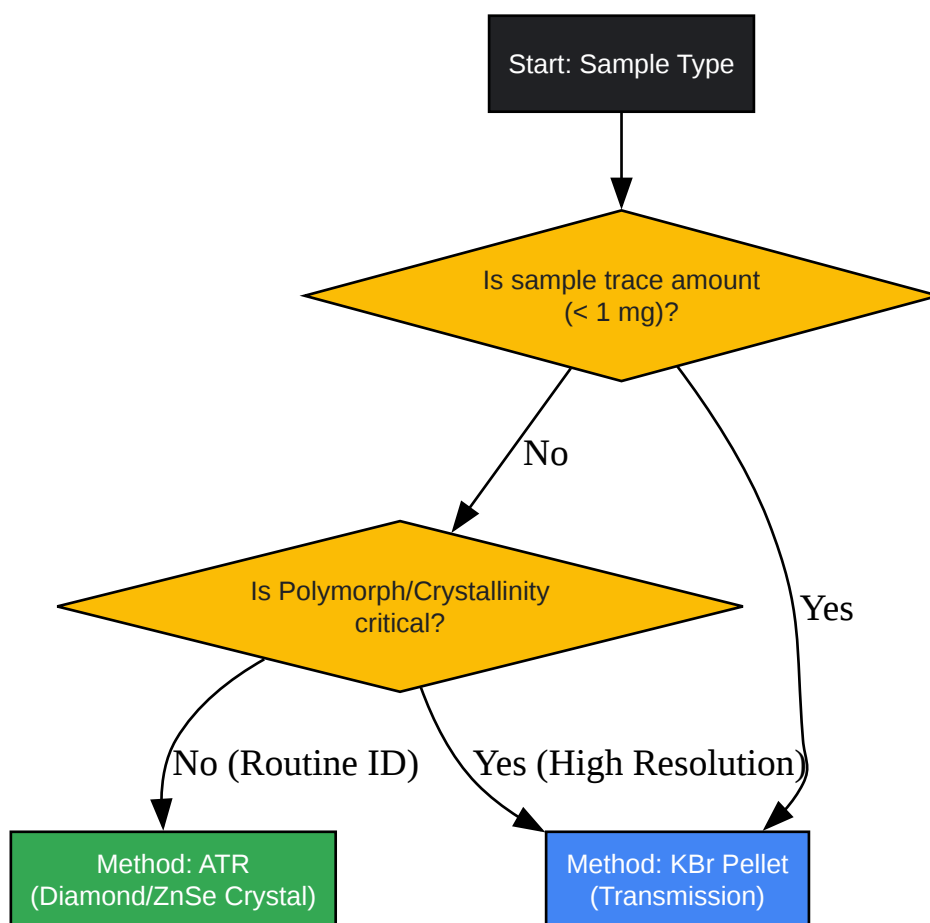 Start: Sample Type
Is sample trace amount
(< 1 mg)?
No
Yes
Is Polymorph/Crystallinity
critical?
No (Routine ID)
Yes (High Resolution)
Method: ATR
(Diamond/ZnSe Crystal)
Method: KBr Pellet
(Transmission)